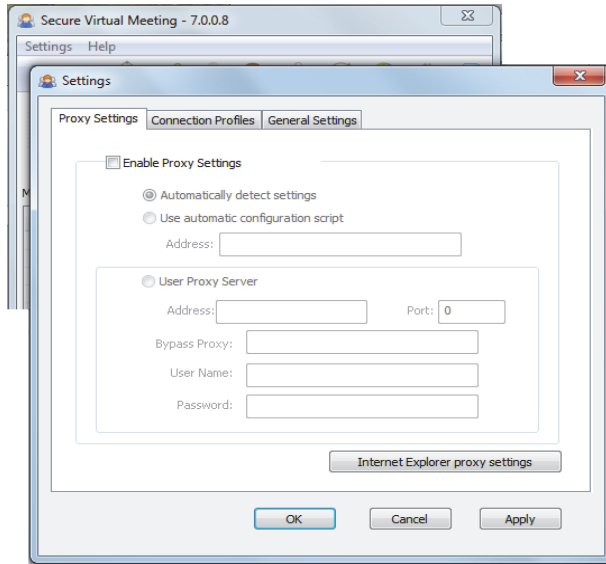 Secure Virtual Meeting - 7.0.0.8
Settings Help
Settings
Proxy Settings Connection Profiles General Settings
Enable Proxy Settings
Automatically detect settings
Use automatic configuration script
Address:
User Proxy Server
Address: Port: 0
Bypass Proxy:
User Name:
Password:
Internet Explorer proxy settings
OK Cancel Apply